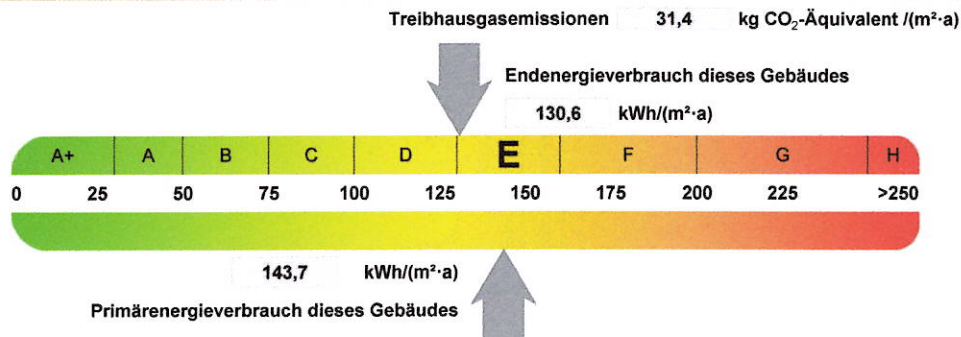 Treibhausgasemissionen 31,4 kg CO₂-Äquivalent /(m²·a)
Endenergieverbrauch dieses Gebäudes
130,6 kWh/(m²·a)
A+ A B C D E F G H
0 25 50 75 100 125 150 175 200 225 >250
143,7 kWh/(m²·a)
Primärenergieverbrauch dieses Gebäudes